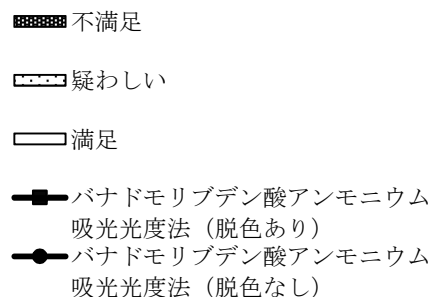 不満足
疑わしい
満足
バナドモリブデン酸アンモニウム
吸光光度法（脱色あり）
バナドモリブデン酸アンモニウム
吸光光度法（脱色なし）